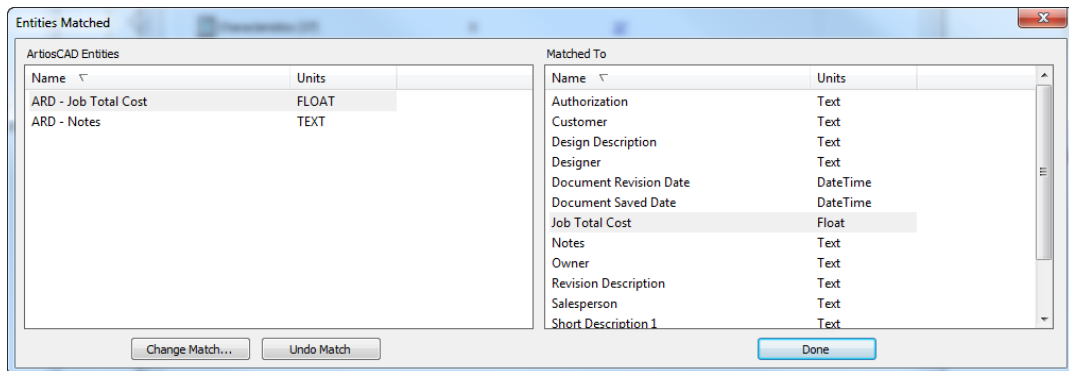 Entities Matched
ArtiosCAD Entities
Name Units
ARD - Job Total Cost FLOAT
ARD - Notes TEXT
Change Match...
Undo Match
Matched To
Name Units
Authorization Text
Customer Text
Design Description Text
Designer Text
Document Revision Date DateTime
Document Saved Date DateTime
Job Total Cost Float
Notes Text
Owner Text
Revision Description Text
Salesperson Text
Short Description 1 Text
Done